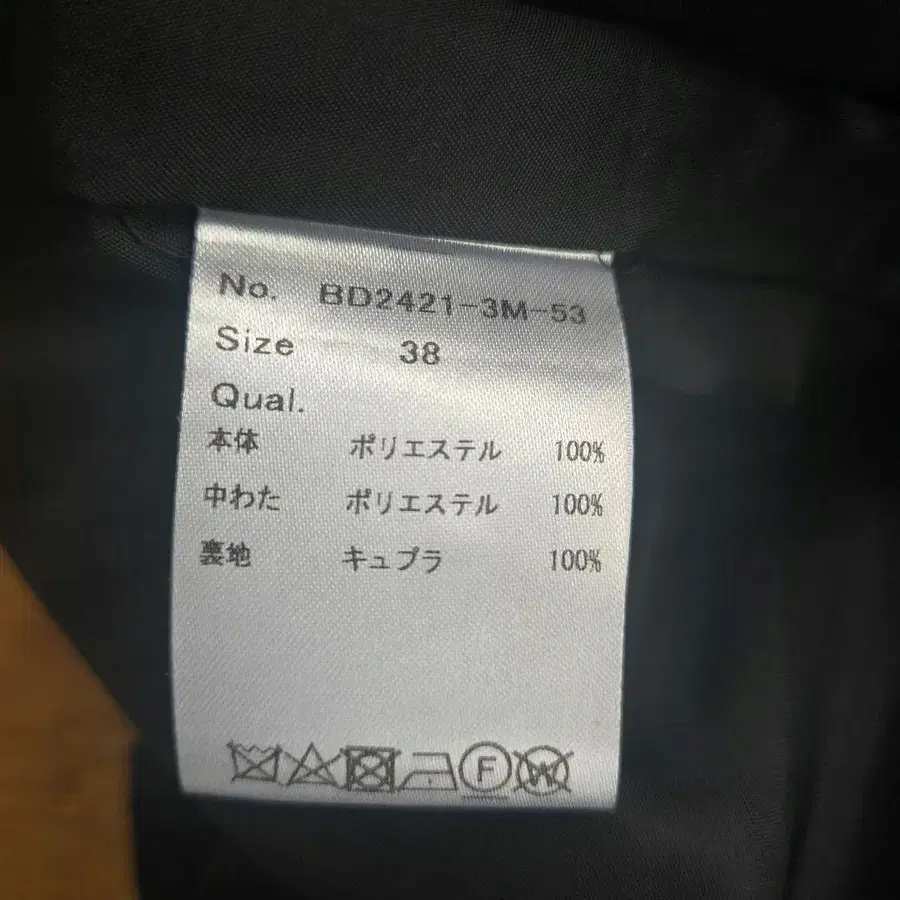 No. BD2421-3M-53
Size 38
Qual.
本体 ポリエステル 100%
中わた ポリエステル 100%
裏地 キュプラ 100%
F W